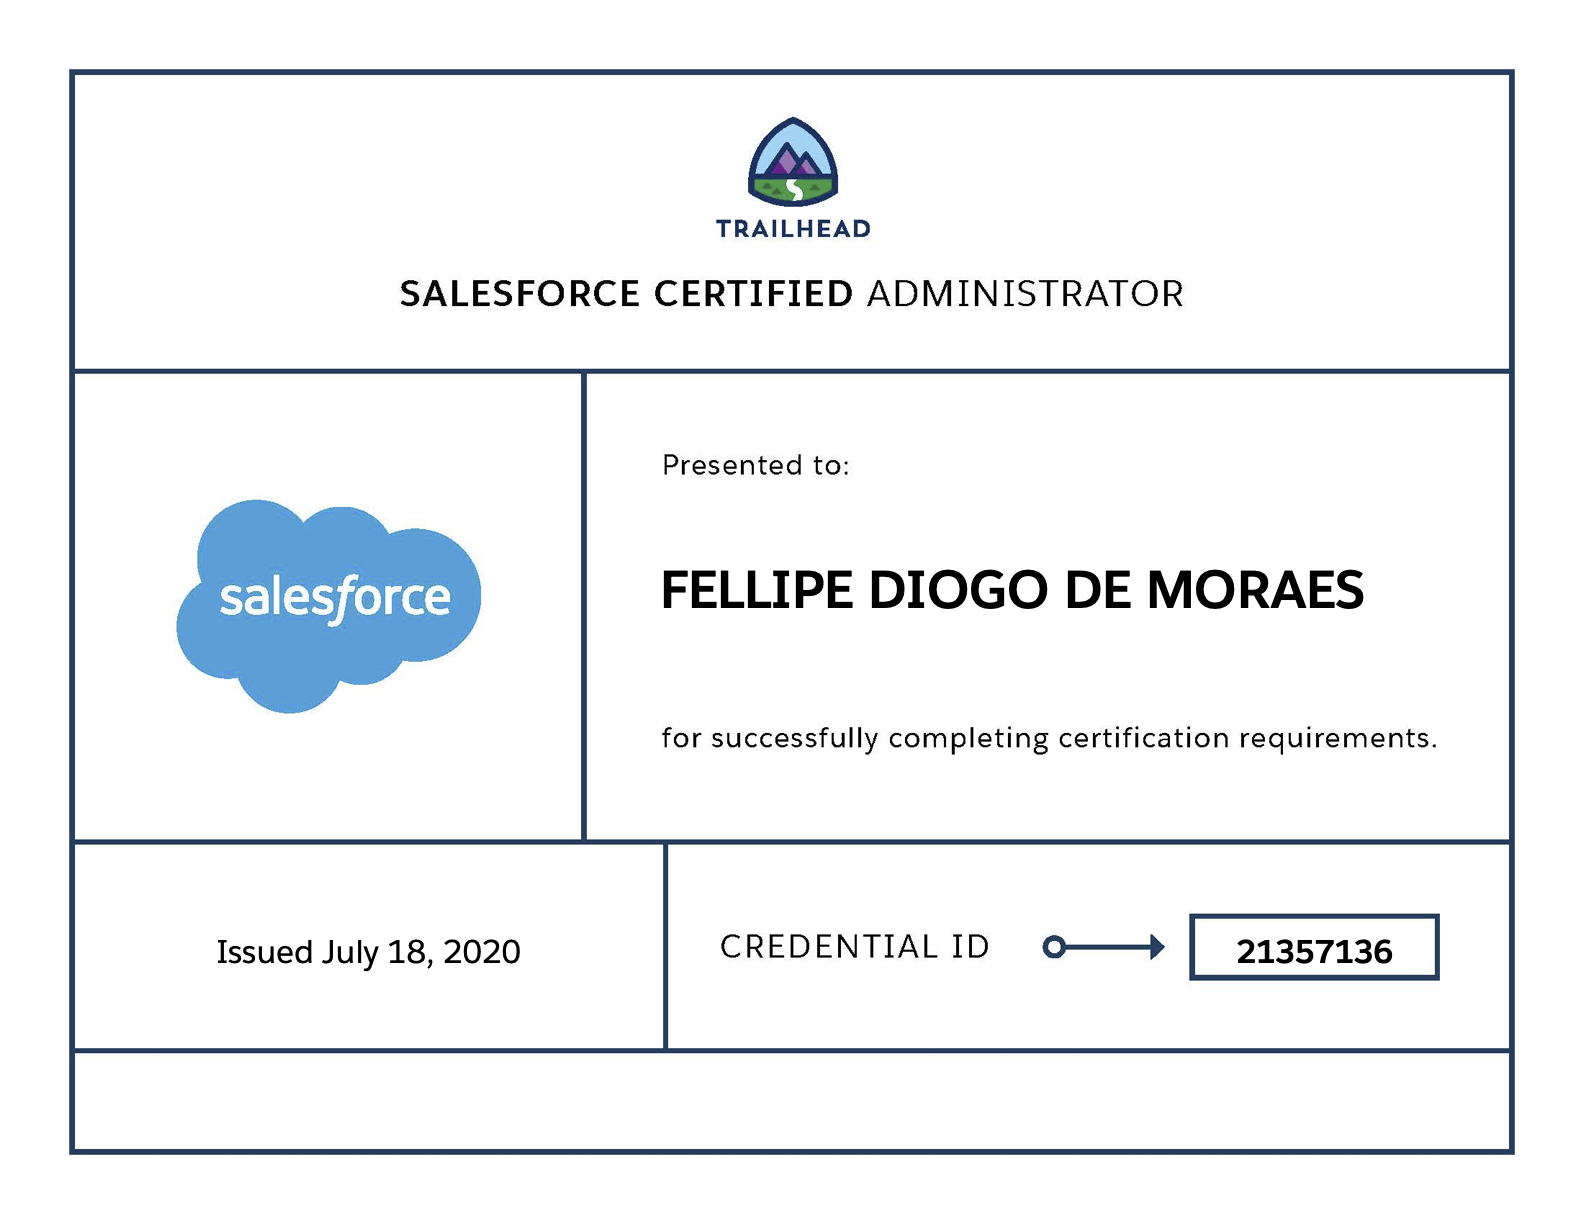 TRAILHEAD
SALESFORCE CERTIFIED ADMINISTRATOR
salesforce
Presented to:
FELLIPE DIOGO DE MORAES
for successfully completing certification requirements.
Issued July 18, 2020
CREDENTIAL ID
21357136